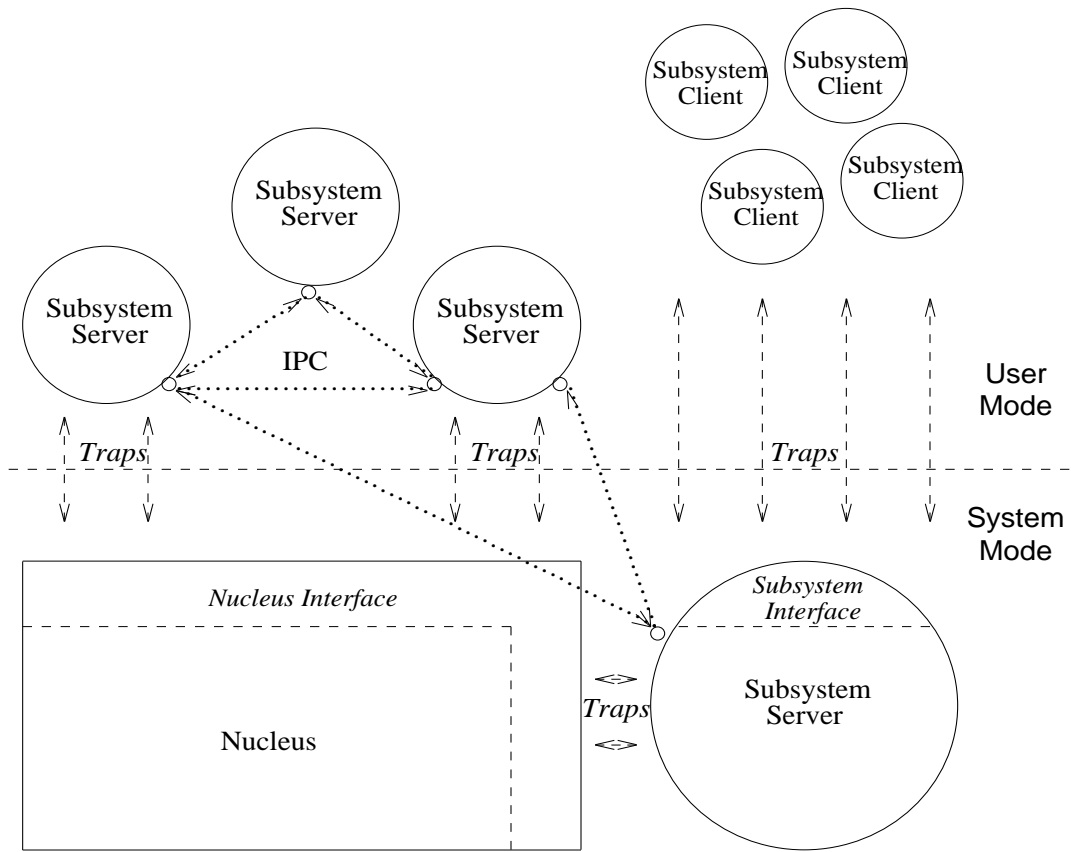 Subsystem
Client
Subsystem
Client
Subsystem
Server
Subsystem
Client
Subsystem
Client
Subsystem
Server
Subsystem
Server
IPC
User
Mode
Traps
Traps
Traps
System
Mode
Nucleus Interface
Subsystem
Interface
Traps
Subsystem
Server
Nucleus